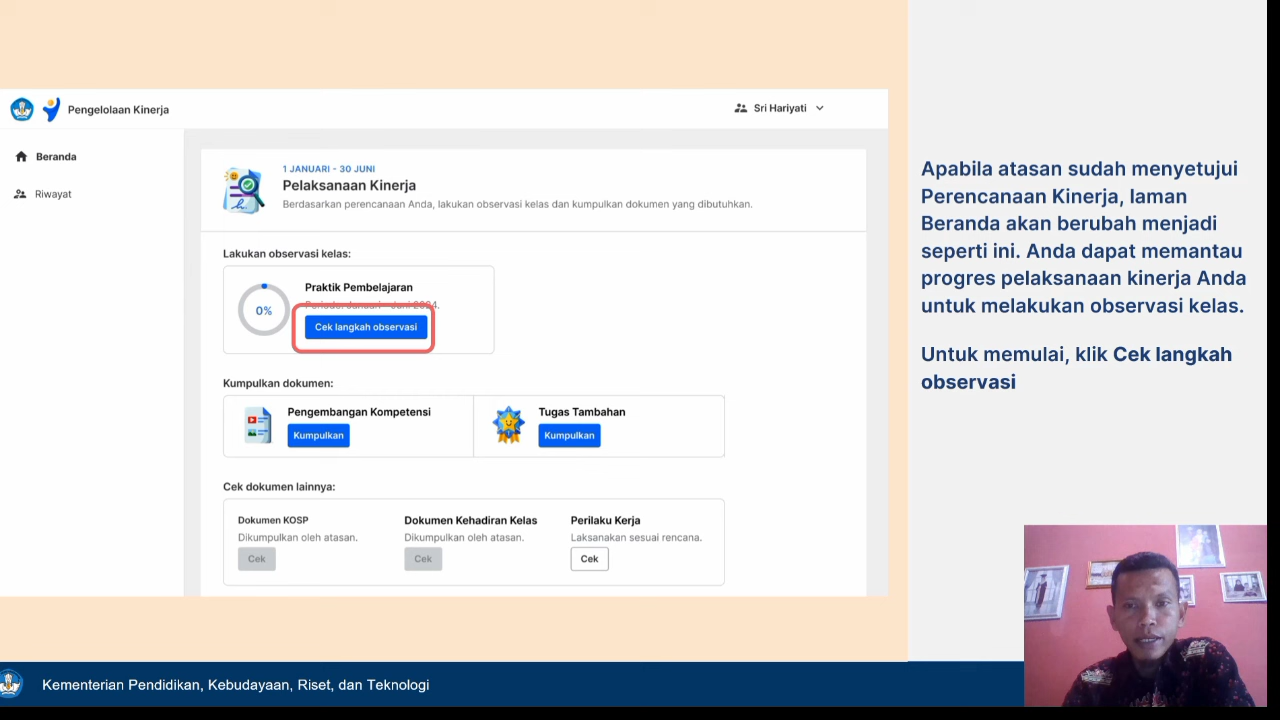 Pengelolaan Kinerja
Sri Hariyati
Beranda
Riwayat
1 JANUARI - 30 JUNI
Pelaksanaan Kinerja
Berdasarkan perencanaan Anda, lakukan observasi kelas dan kumpulkan dokumen yang dibutuhkan.
Lakukan observasi kelas:
0%
Praktik Pembelajaran
Periode: Januari - Juni 2024.
Cek langkah observasi
Kumpulkan dokumen:
Pengembangan Kompetensi
Kumpulkan
Tugas Tambahan
Kumpulkan
Cek dokumen lainnya:
Dokumen KOSP
Dikumpulkan oleh atasan.
Cek
Dokumen Kehadiran Kelas
Dikumpulkan oleh atasan.
Cek
Perilaku Kerja
Laksanakan sesuai rencana.
Cek
Apabila atasan sudah menyetujui
Perencanaan Kinerja, laman
Beranda akan berubah menjadi
seperti ini. Anda dapat memantau
progres pelaksanaan kinerja Anda
untuk melakukan observasi kelas.
Untuk memulai, klik Cek langkah
observasi
Kementerian Pendidikan, Kebudayaan, Riset, dan Teknologi